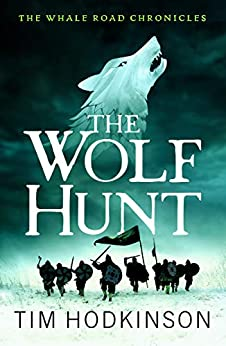 THE WHALE ROAD CHRONICLES
THE
WOLF
HUNT
TIM HODKINSON